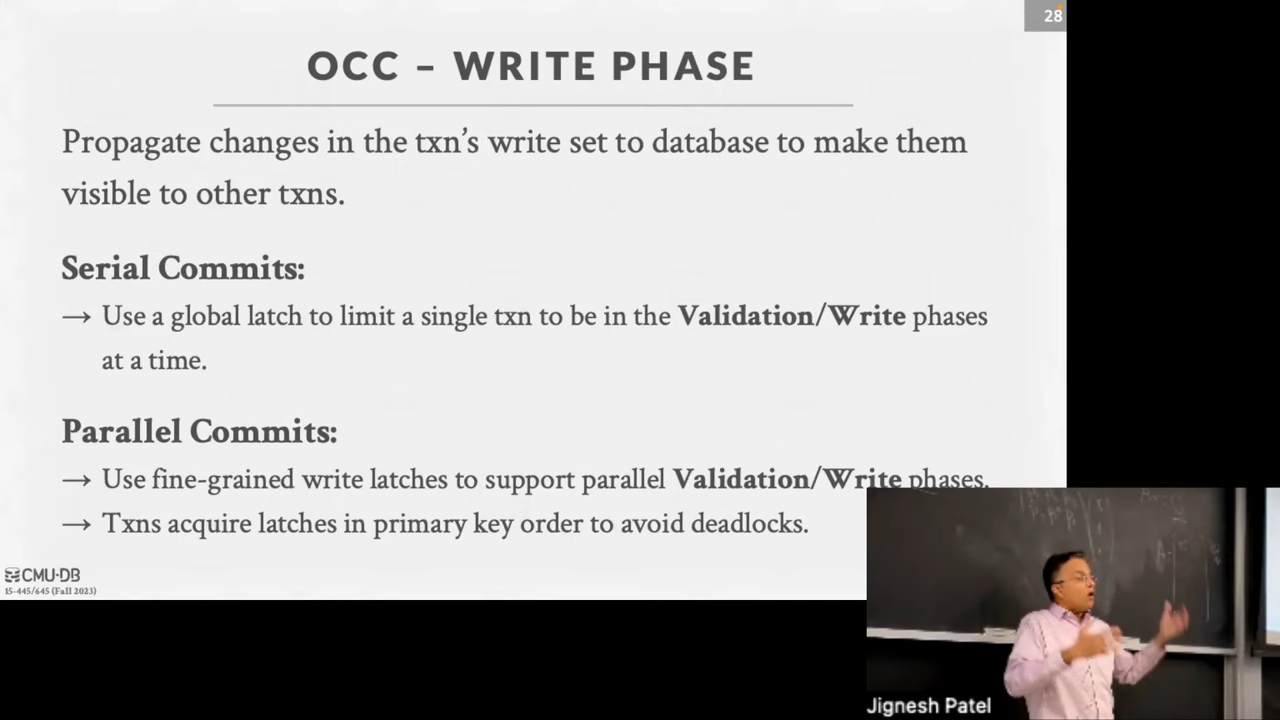 28
OCC – WRITE PHASE
Propagate changes in the txn’s write set to database to make them
visible to other txns.
Serial Commits:
→ Use a global latch to limit a single txn to be in the Validation/Write phases
at a time.
Parallel Commits:
→ Use fine-grained write latches to support parallel Validation/Write phases.
→ Txns acquire latches in primary key order to avoid deadlocks.
CMU·DB
15-445/645 (Fall 2023)
Jignesh Patel